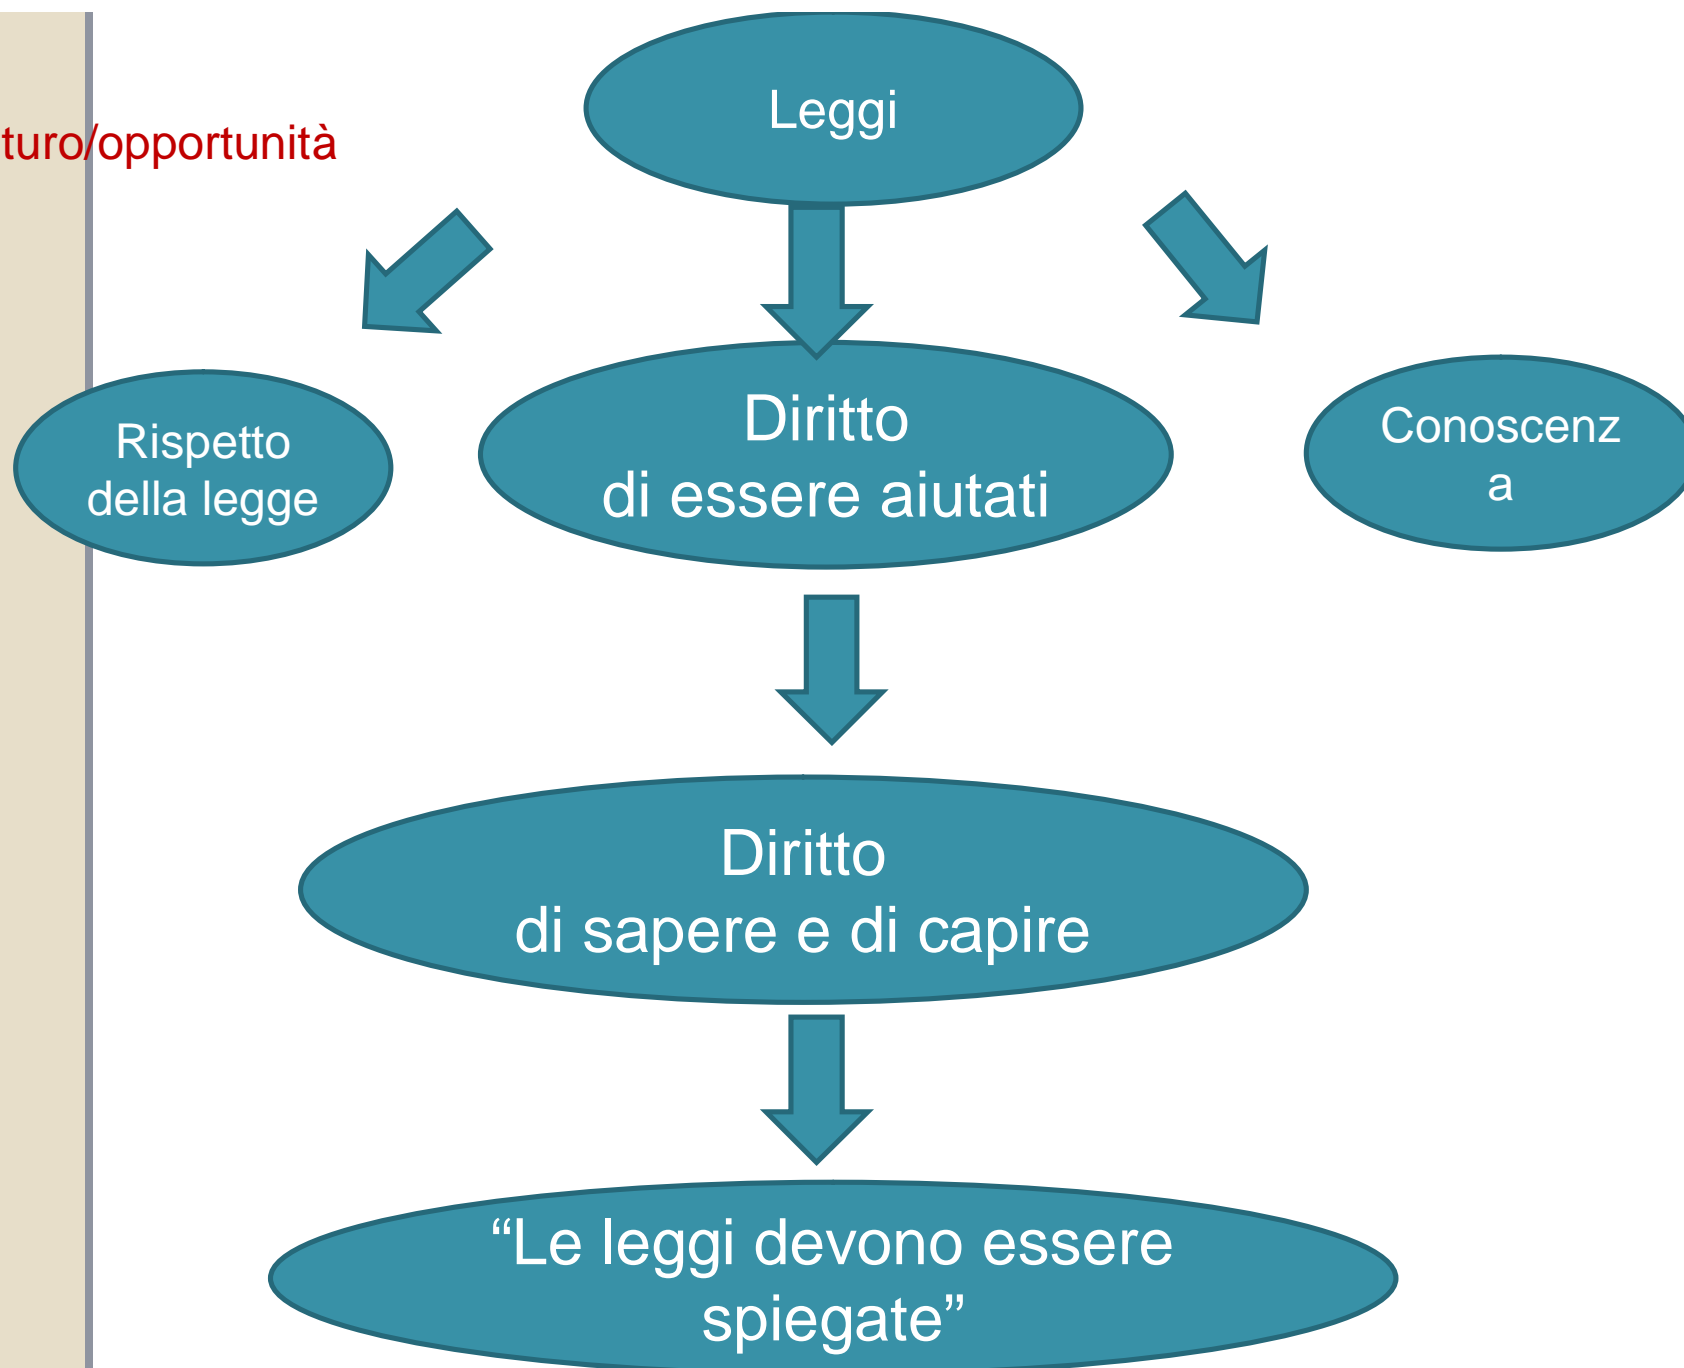 Leggi
turo/opportunità
Rispetto
della legge
Diritto
di essere aiutati
Conoscenz
a
Diritto
di sapere e di capire
“Le leggi devono essere
spiegate”